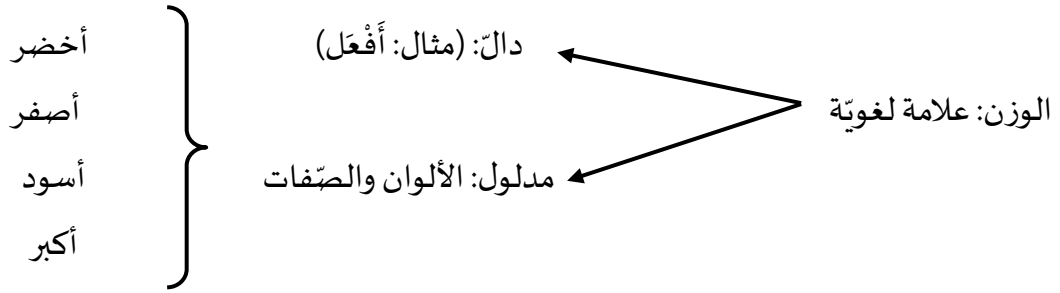 الوزن: علامة لغويّة
دالّ: (مثال: أَفْعَل)
مدلول: الألوان والصّفات
أخضر
أصفر
أسود
أكبر